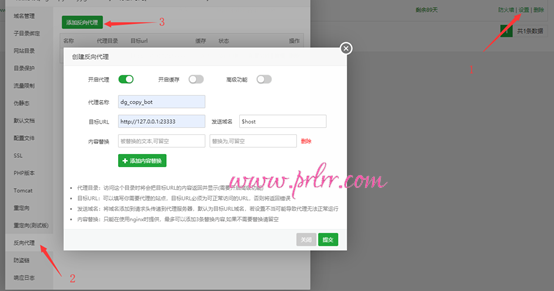 剩余88天
防火墙 | 设置 | 删除
1
共1条数据
域名管理
子目录绑定
网站目录
目录保护
流量限制
伪静态
默认文档
配置文件
SSL
PHP版本
Tomcat
重定向
重定向(测试版)
反向代理
防盗链
响应日志
2
添加反向代理
3
名称 代理目录 目标url 缓存 状态 操作
创建反向代理
开启代理 开启缓存 高级功能
代理名称 dg_copy_bot
目标URL http://127.0.0.1:23333 发送域名 $host
内容替换 被替换的文本,可留空 替换为,可留空 删除
添加内容替换
www.prlrr.com
代理目录：访问这个目录时将会把目标URL的内容返回并显示(需要开启高级功能)
目标URL：可以填写你需要代理的站点，目标URL必须为可正常访问的URL，否则将返回错误
发送域名：将域名添加到请求头传递到代理服务器，默认为目标URL域名，若设置不当可能导致代理无法正常运行
内容替换：只能在使用nginx时提供，最多可以添加3条替换内容,如果不需要替换请留空
关闭 提交